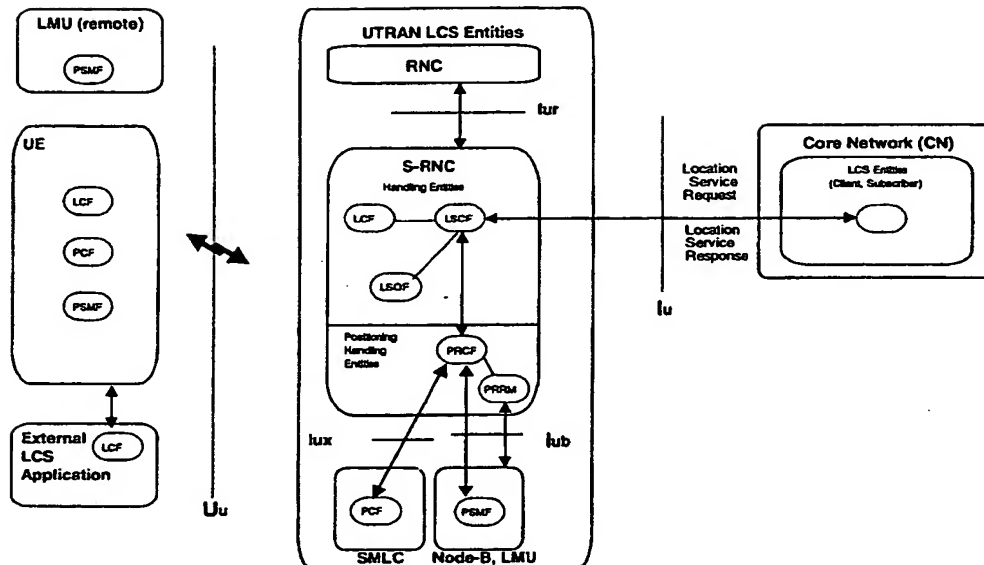 LMU (remote)
PSMF
UE
LCF
PCF
PSMF
External
LCS
Application
LCF
Uu
UTRAN LCS Entities
RNC
Iur
S-RNC
Handling Entities
LCF
LSCF
LSOF
Positioning
Handling
Entities
PRCF
PRRM
Iux
Iub
PCF
PSMF
SMLC
Node-B, LMU
Location
Service
Request
Location
Service
Response
Iu
Core Network (CN)
LCS Entities
(Client, Subscriber)